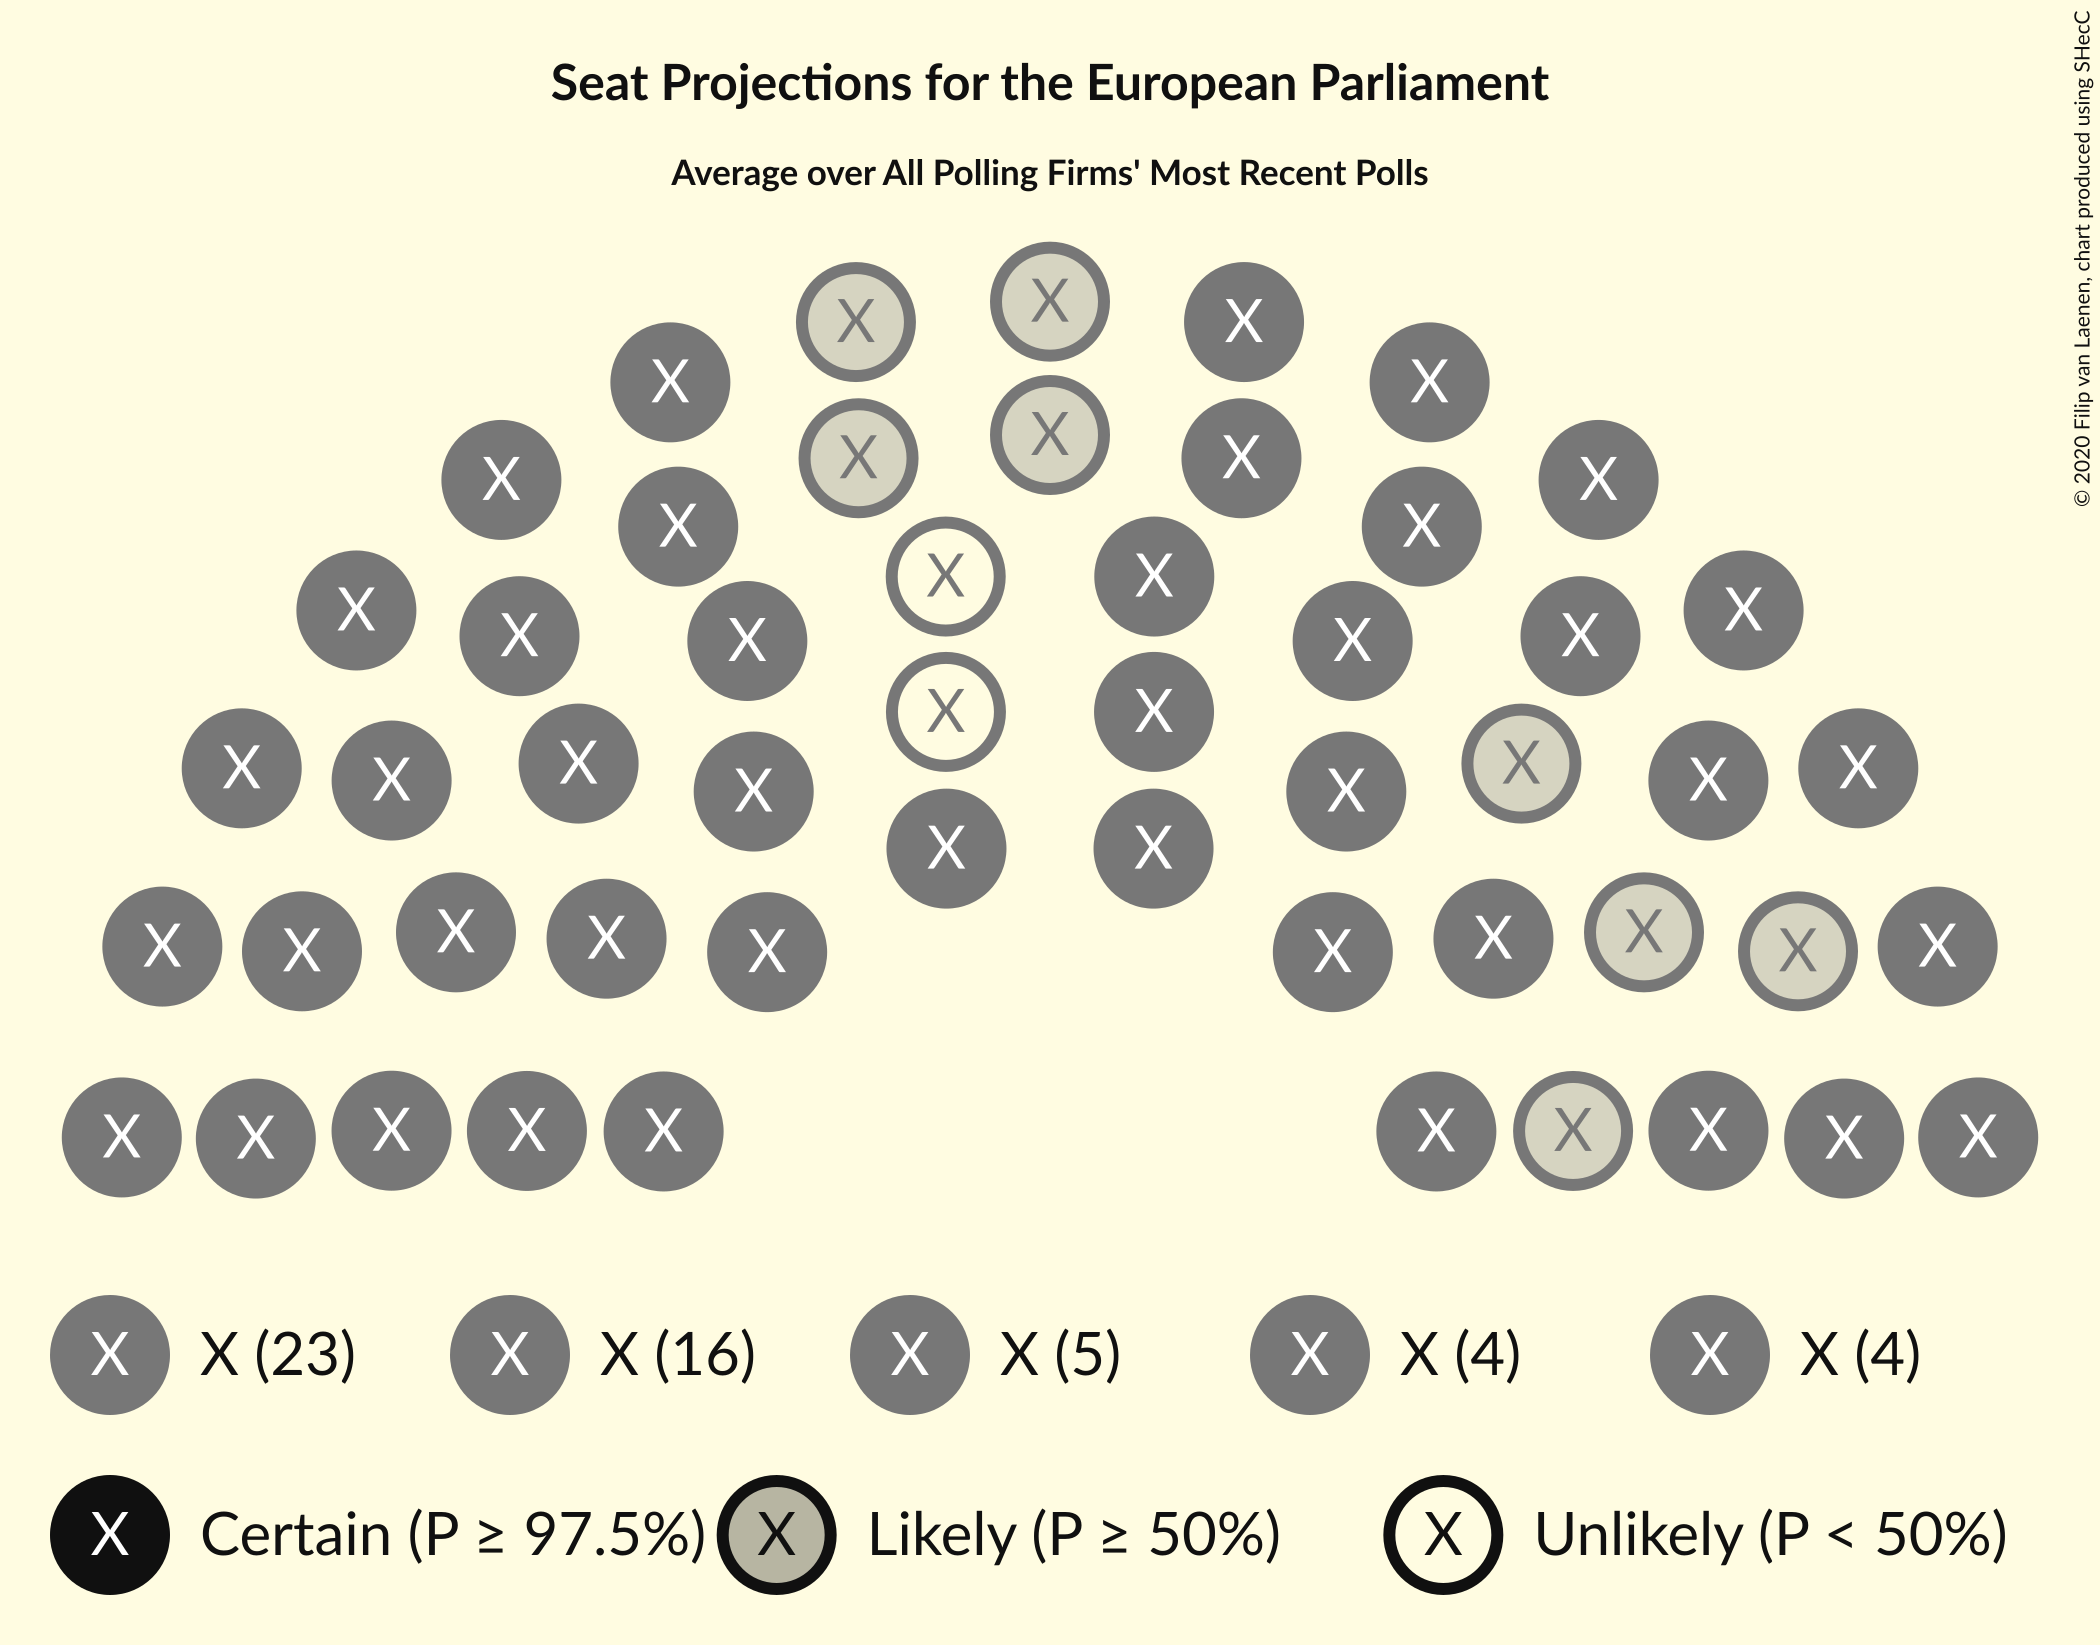 Seat Projections for the European Parliament
Average over All Polling Firms' Most Recent Polls
© 2020 Filip van Laenen, chart produced using SHecC
X
X X
X X
X
X X
X X
X X
X X
X X
X X X X
X X
X X X X X X X X
X X
X X X X X X X X X X
X X X X X X X X X X
X X (23) X X (16) X X (5) X X (4) X X (4)
X Certain (P ≥ 97.5%) X Likely (P ≥ 50%) X Unlikely (P < 50%)